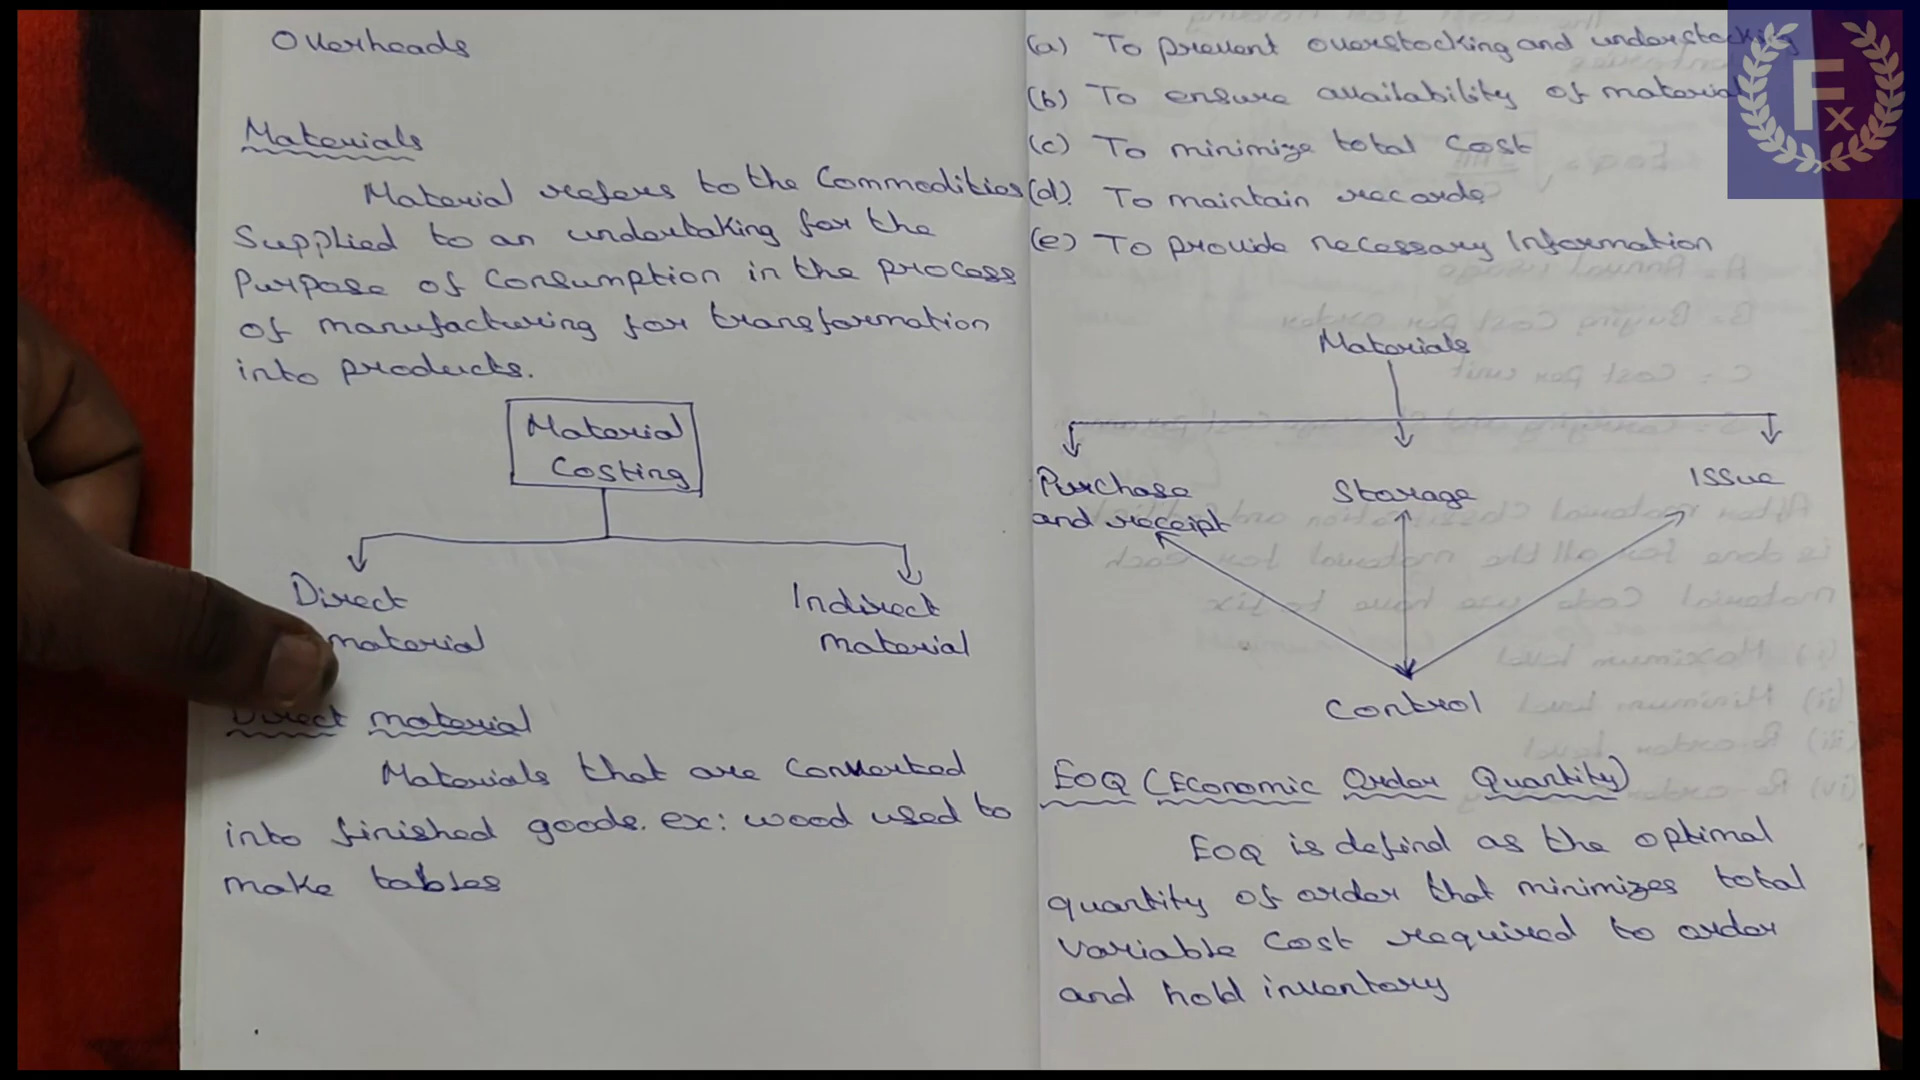 Overheads
Materials
Material refers to the Commodities
Supplied to an undertaking for the
Purpose of Consumption in the process
of manufacturing for transformation
into products.
Material
Costing
Direct
material
Indirect
material
Direct material
Materials that are converted
into finished goods. ex: wood used to
make tables
(a) To prevent overstocking and understocking
(b) To ensure availability of material
(c) To minimize total Cost
(d) To maintain records
(e) To provide necessary Information
Materials
Purchase
and receipt
Storage
Issue
Control
EOQ (Economic Order Quantity)
EOQ is defind as the optimal
quantity of order that minimizes total
variable Cost required to order
and hold inventory
Fx